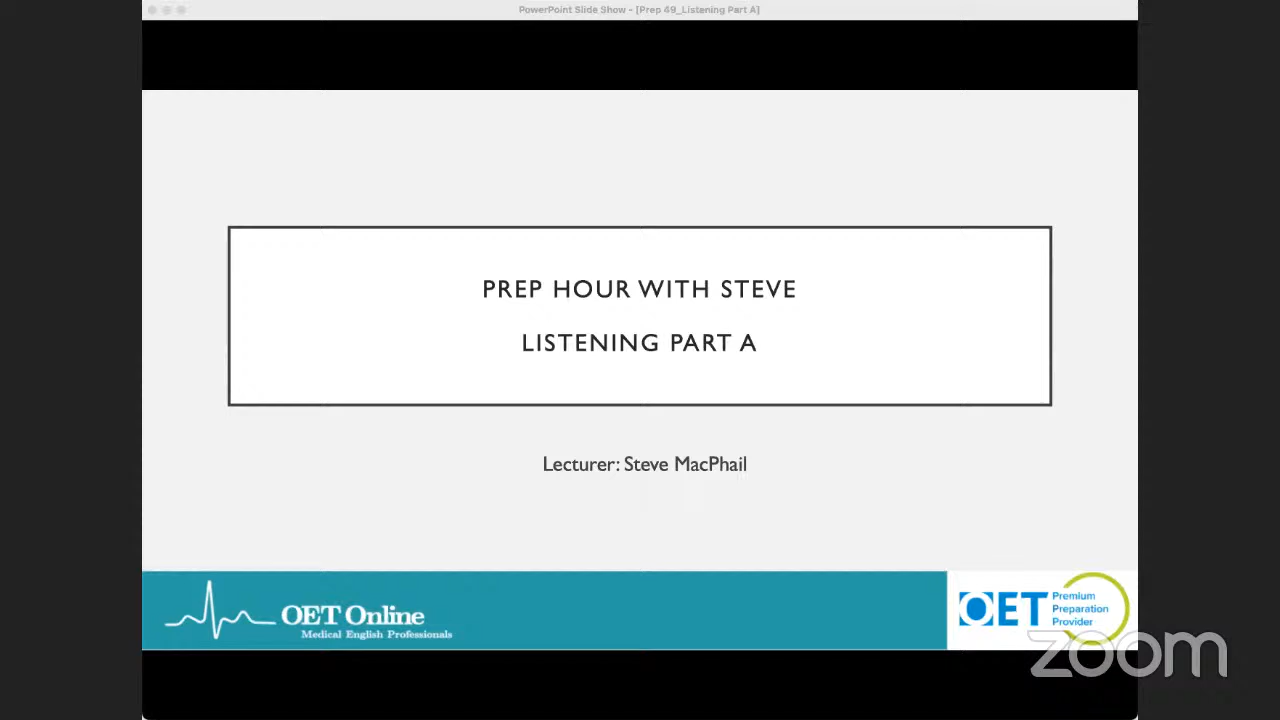 PowerPoint Slide Show - [Prep 49_Listening Part A]
PREP HOUR WITH STEVE
LISTENING PART A
Lecturer: Steve MacPhail
OET Online
Medical English Professionals
OET
Premium
Preparation
Provider
zoom